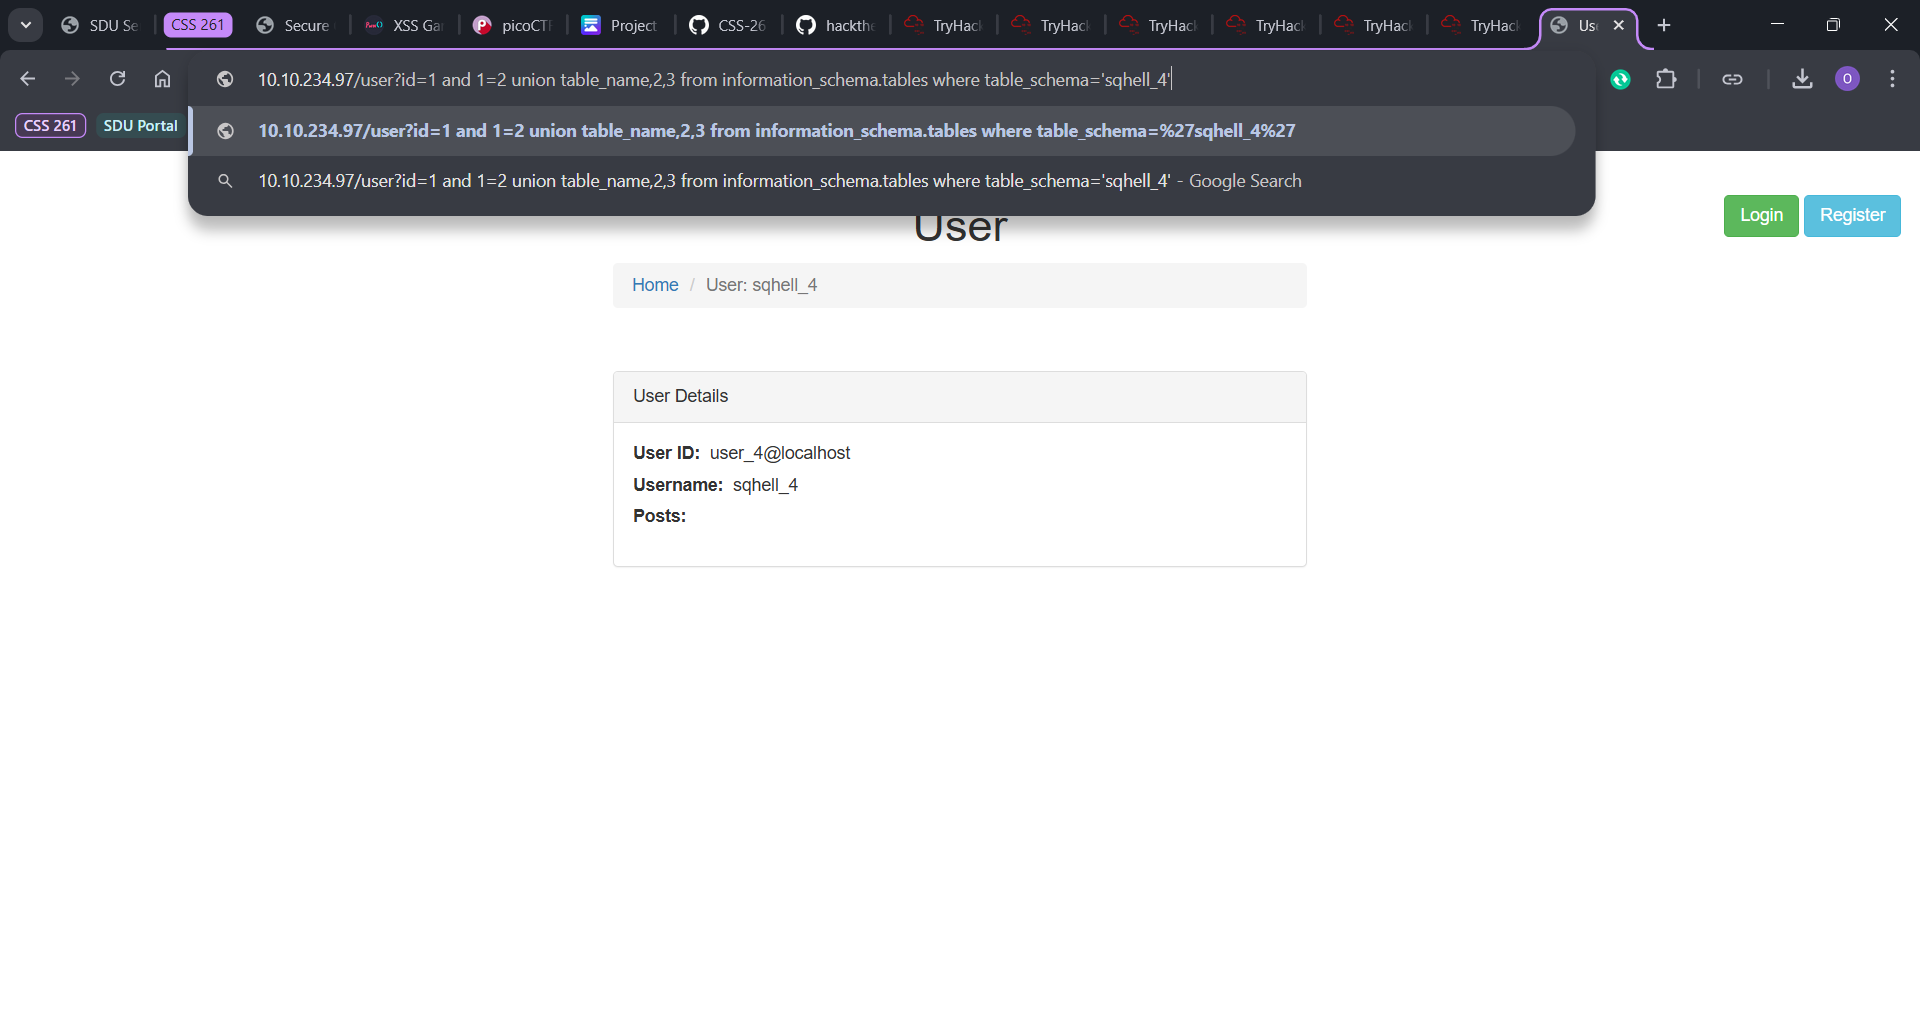 SDU Se
CSS 261
Secure
XSS Ga
picoCTF
Project
CSS-26
hackthe
TryHack
TryHack
TryHack
TryHack
TryHack
TryHack
Us
10.10.234.97/user?id=1 and 1=2 union table_name,2,3 from information_schema.tables where table_schema='sqhell_4'
O
CSS 261
SDU Portal
10.10.234.97/user?id=1 and 1=2 union table_name,2,3 from information_schema.tables where table_schema=%27sqhell_4%27
10.10.234.97/user?id=1 and 1=2 union table_name,2,3 from information_schema.tables where table_schema='sqhell_4' - Google Search
Login
Register
User
Home / User: sqhell_4
User Details
User ID: user_4@localhost
Username: sqhell_4
Posts: